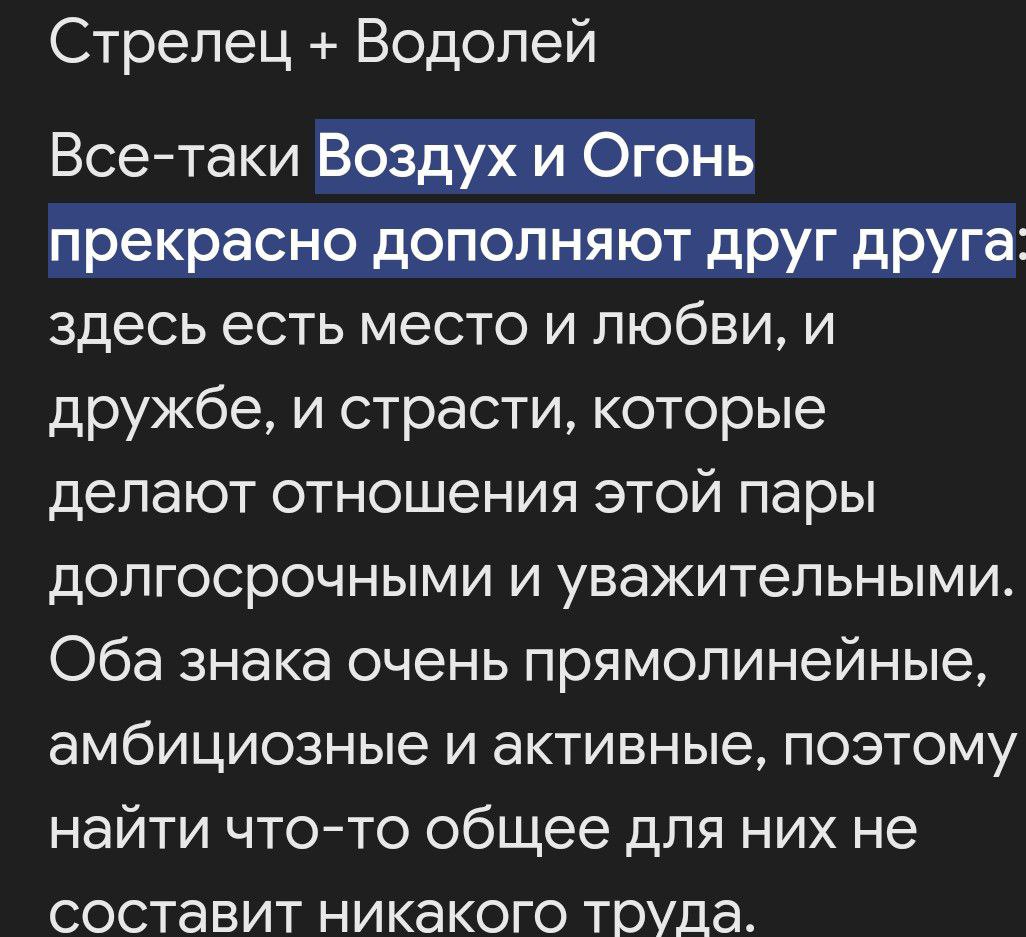 Стрелец + Водолей
Все-таки Воздух и Огонь
прекрасно дополняют друг друга:
здесь есть место и любви, и
дружбе, и страсти, которые
делают отношения этой пары
долгосрочными и уважительными.
Оба знака очень прямолинейные,
амбициозные и активные, поэтому
найти что-то общее для них не
составит никакого труда.